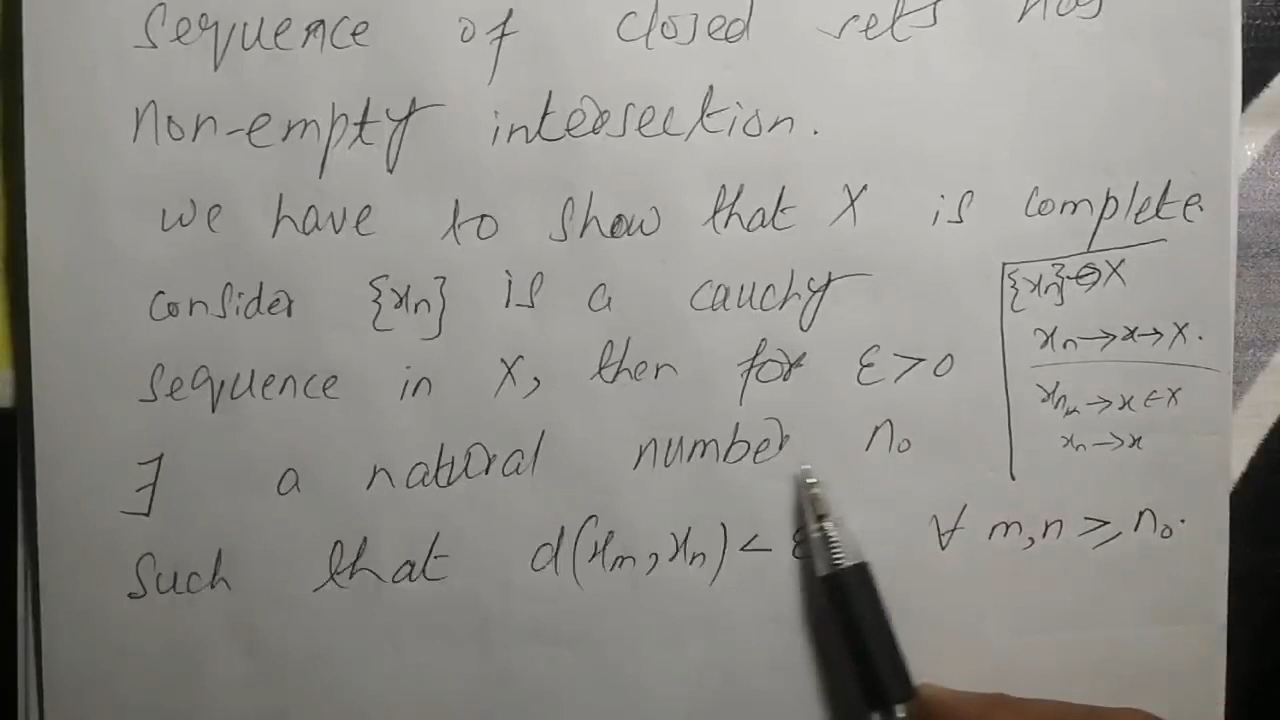 Sequence of closed sets has
non-empty intersection.
we have to show that X is complete.
consider {xn} is a cauchy
sequence in X, then for ε>0
∃ a natural number n₀
Such that d(xm, xn) < ε ∀ m,n ≥ n₀.
{xn} X
xn → x → X.
xnₖ → x ∈ X
xn → x